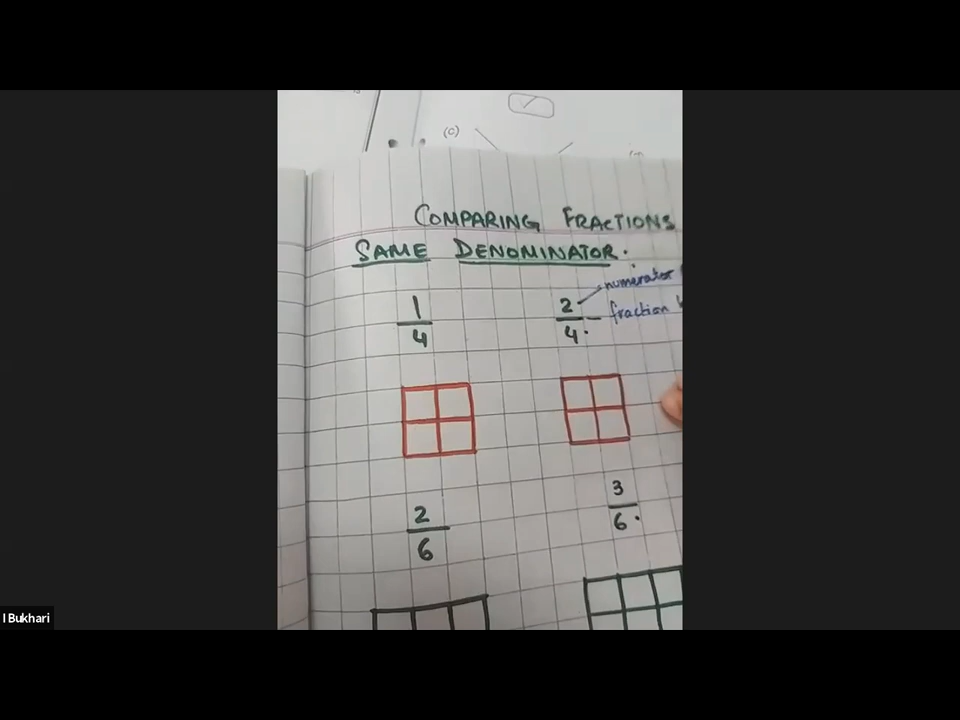 (C)
COMPARING FRACTIONS
SAME DENOMINATOR.
numerator
1/4 2/4 fraction
2/6 3/6
I Bukhari